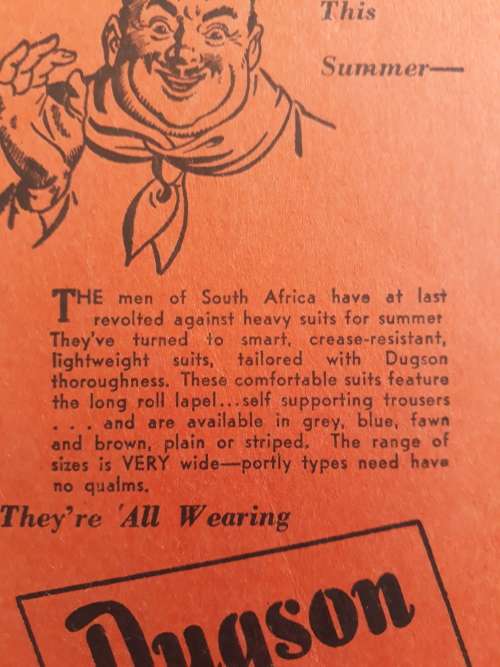 This
Summer—
THE men of South Africa have at last
revolted against heavy suits for summer
They've turned to smart, crease-resistant,
lightweight suits, tailored with Dugson
thoroughness. These comfortable suits feature
the long roll lapel...self supporting trousers
. . . and are available in grey, blue, fawn
and brown, plain or striped. The range of
sizes is VERY wide—portly types need have
no qualms.
They're 'All Wearing
Dugson